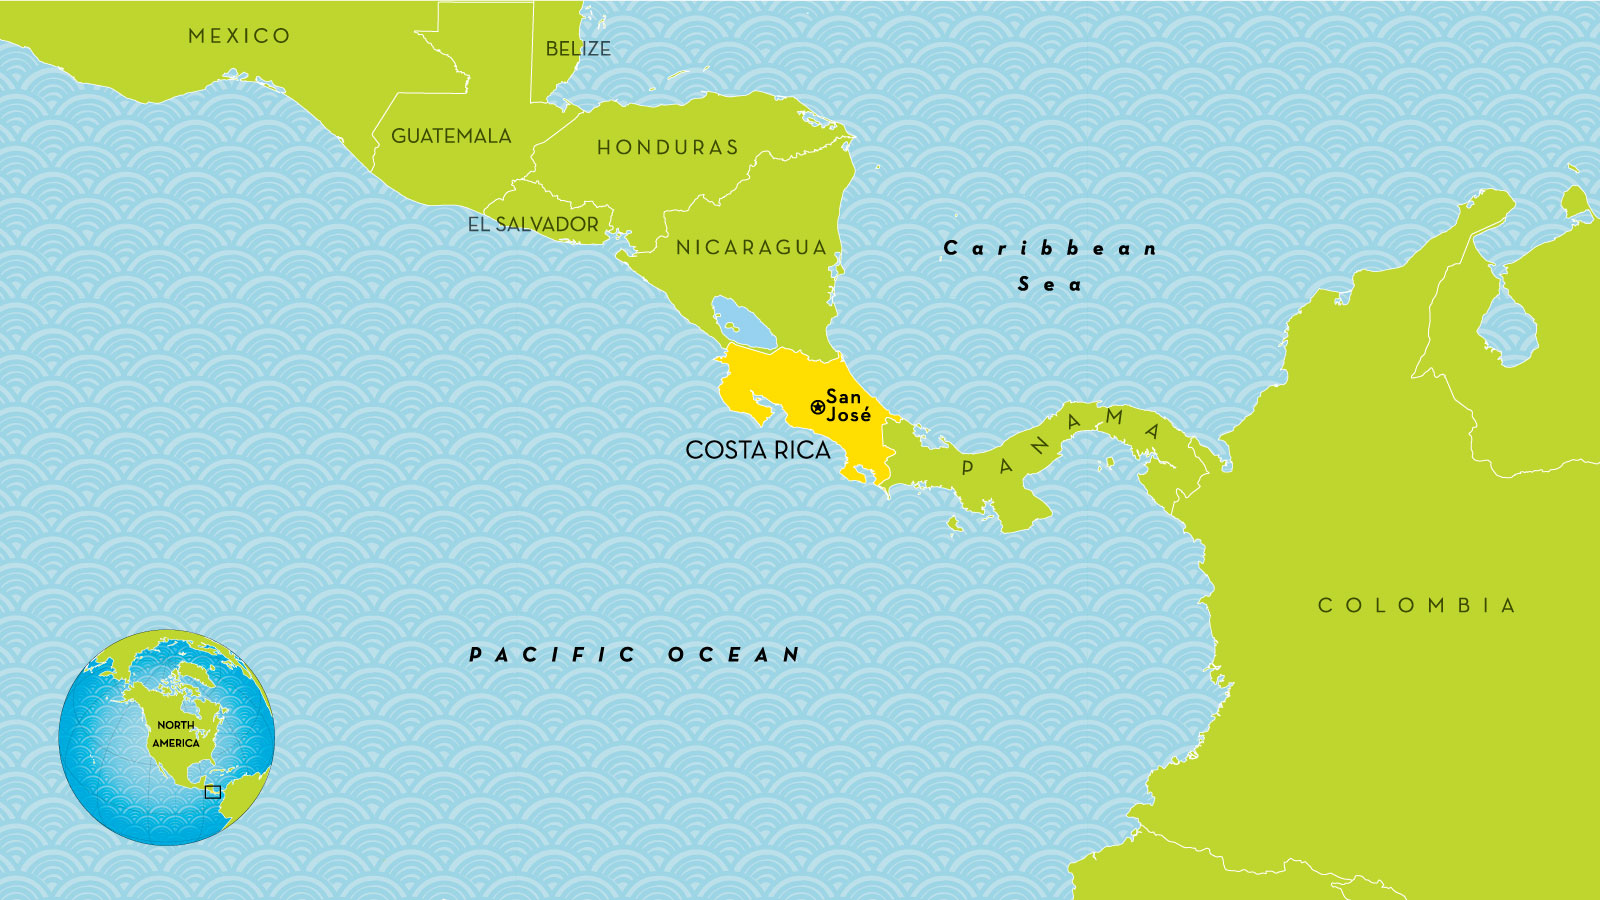 MEXICO
BELIZE
GUATEMALA
HONDURAS
EL SALVADOR
NICARAGUA
Caribbean
Sea
San
José
COSTA RICA
PANAMA
COLOMBIA
PACIFIC OCEAN
NORTH
AMERICA